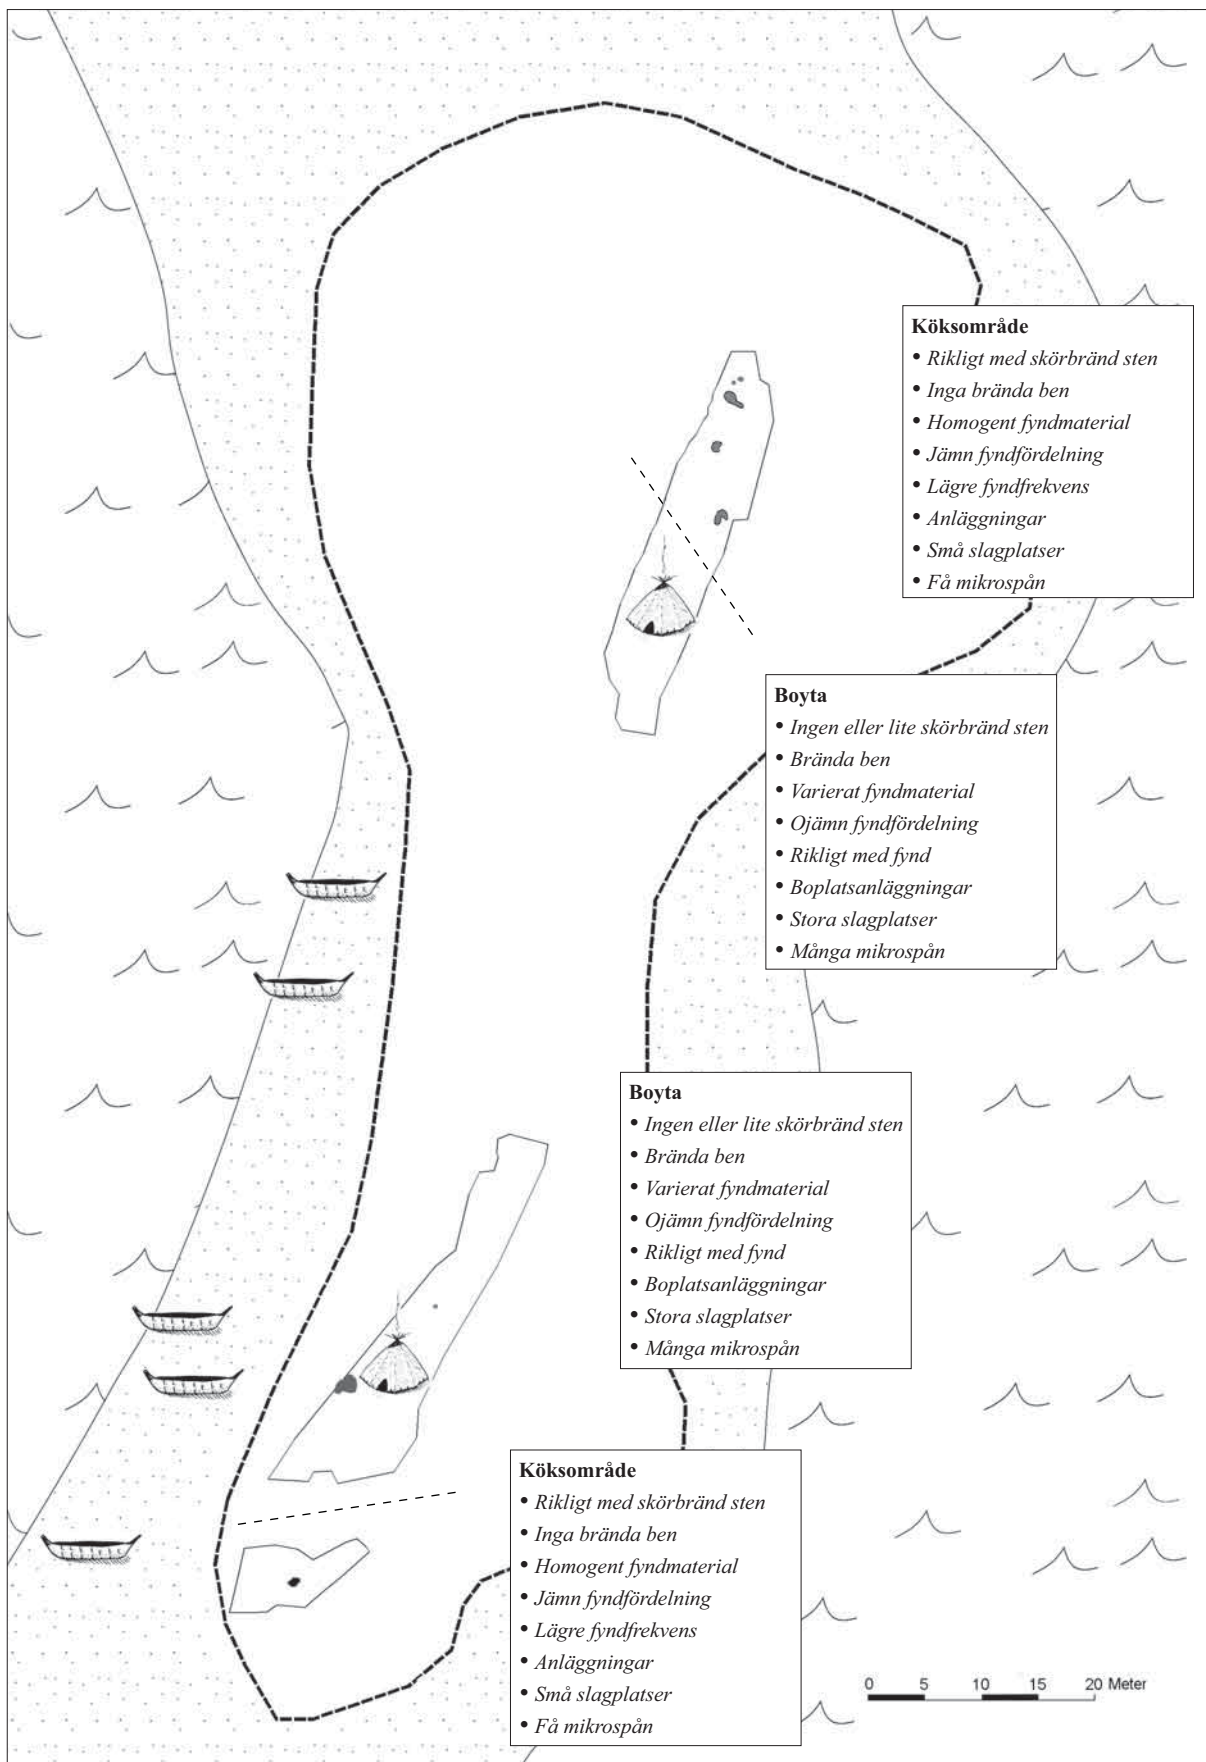 Köksområde
• Rikligt med skörbränd sten
• Inga brända ben
• Homogent fyndmaterial
• Jämn fyndfördelning
• Lägre fyndfrekvens
• Anläggningar
• Små slagplatser
• Få mikrospån
Boyta
• Ingen eller lite skörbränd sten
• Brända ben
• Varierat fyndmaterial
• Ojämn fyndfördelning
• Rikligt med fynd
• Boplatsanläggningar
• Stora slagplatser
• Många mikrospån
Boyta
• Ingen eller lite skörbränd sten
• Brända ben
• Varierat fyndmaterial
• Ojämn fyndfördelning
• Rikligt med fynd
• Boplatsanläggningar
• Stora slagplatser
• Många mikrospån
Köksområde
• Rikligt med skörbränd sten
• Inga brända ben
• Homogent fyndmaterial
• Jämn fyndfördelning
• Lägre fyndfrekvens
• Anläggningar
• Små slagplatser
• Få mikrospån
0 5 10 15 20 Meter